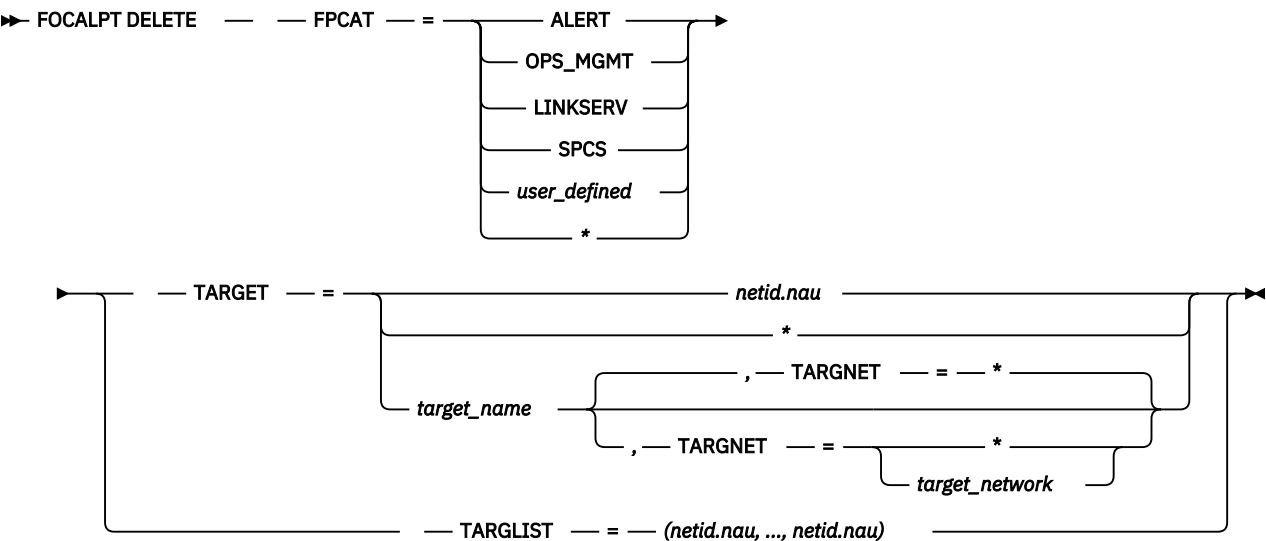 FOCALPT DELETE FPCAT = ALERT
OPS_MGMT
LINKSERV
SPCS
user_defined
*
TARGET = netid.nau
*
, TARGNET = *
target_name
, TARGNET = *
target_network
TARGLIST = (netid.nau, ..., netid.nau)